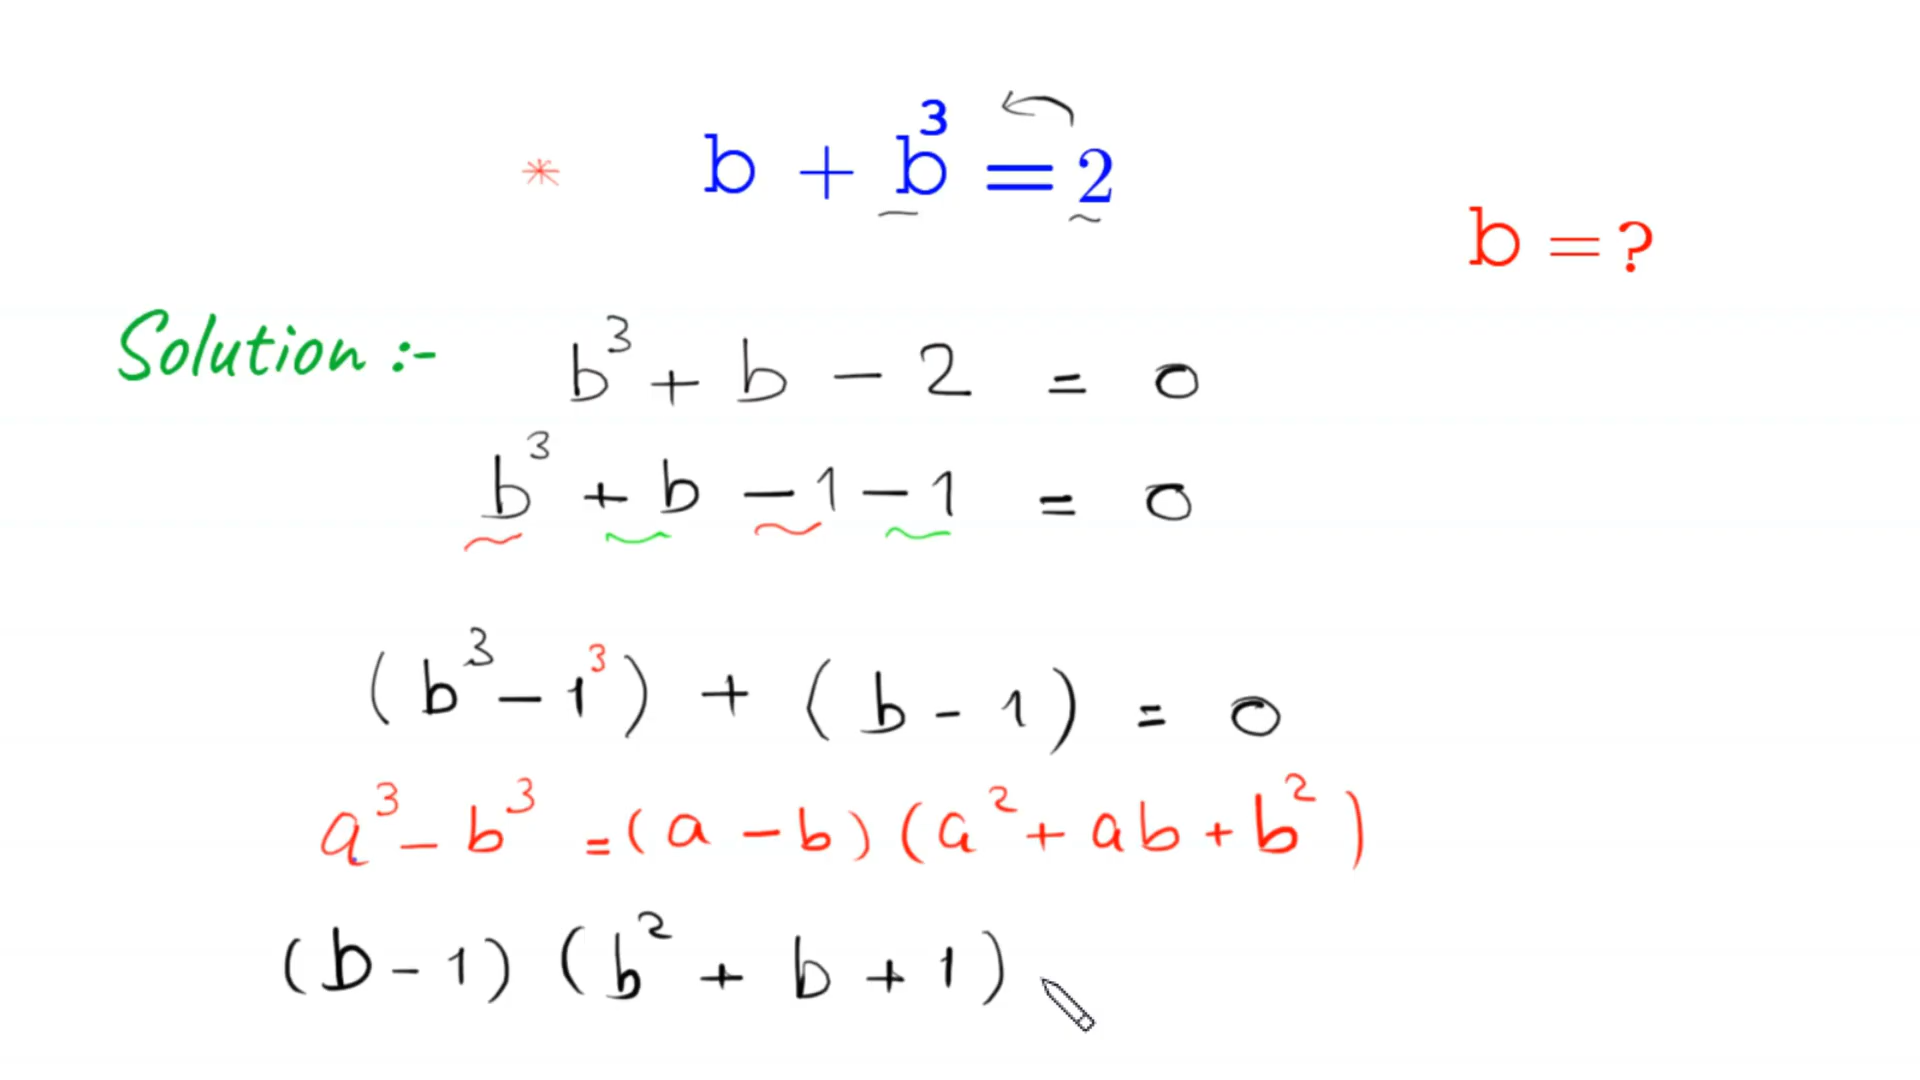 * b + b³ = 2
b = ?
Solution :-
b³ + b - 2 = 0
b³ + b - 1 - 1 = 0
(b³ - 1³) + (b - 1) = 0
a³ - b³ = (a - b)(a² + ab + b²)
(b - 1)(b² + b + 1)